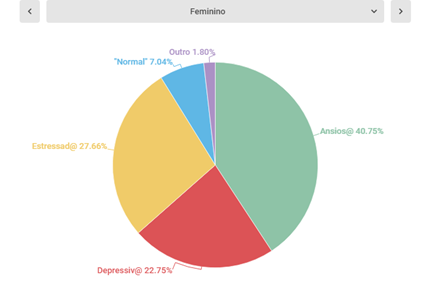 Feminino
Outro 1.80%
"Normal" 7.04%
Ansios@ 40.75%
Estressad@ 27.66%
Depressiv@ 22.75%